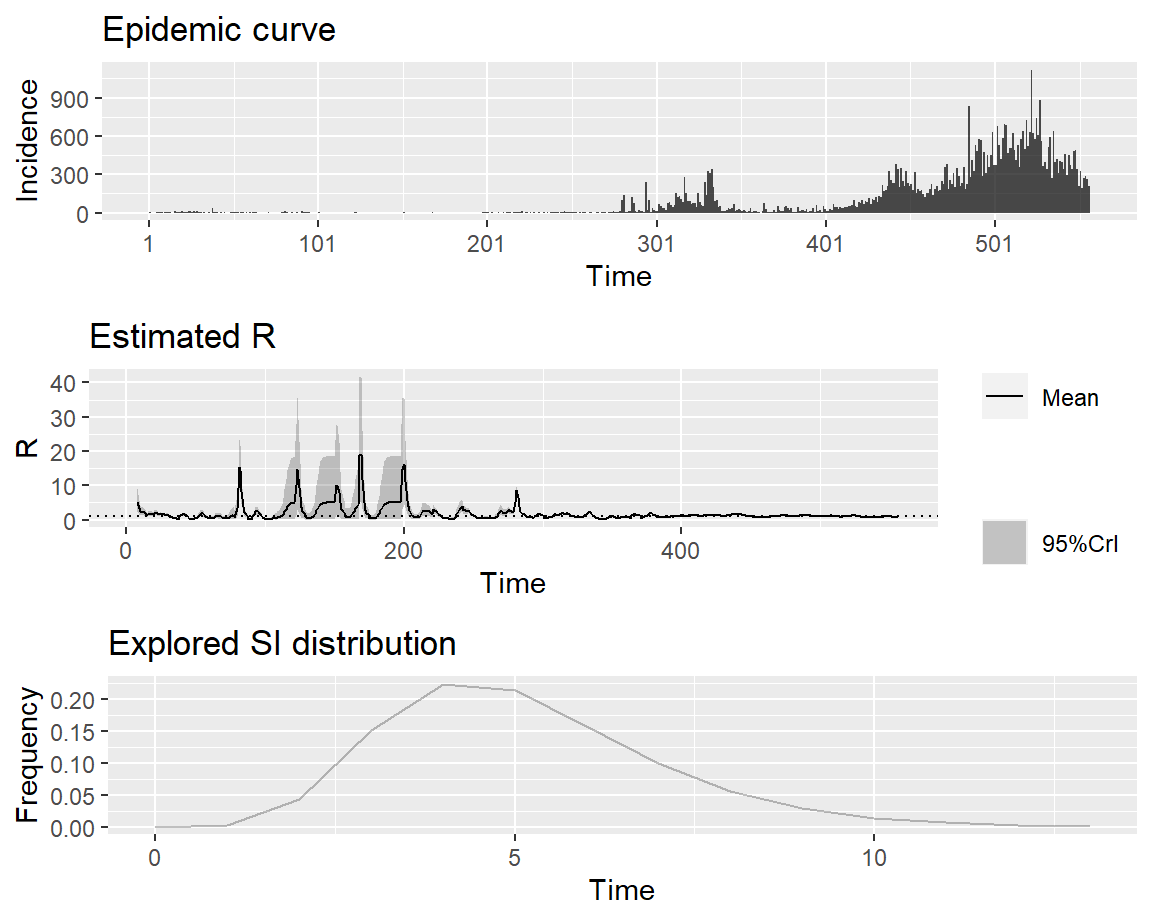 Epidemic curve
Incidence
900
600
300
0
1 101 201 301 401 501
Time
Estimated R
R
40
30
20
10
0
0 200 400
Time
Mean
95%CrI
Explored SI distribution
Frequency
0.20
0.15
0.10
0.05
0.00
0 5 10
Time